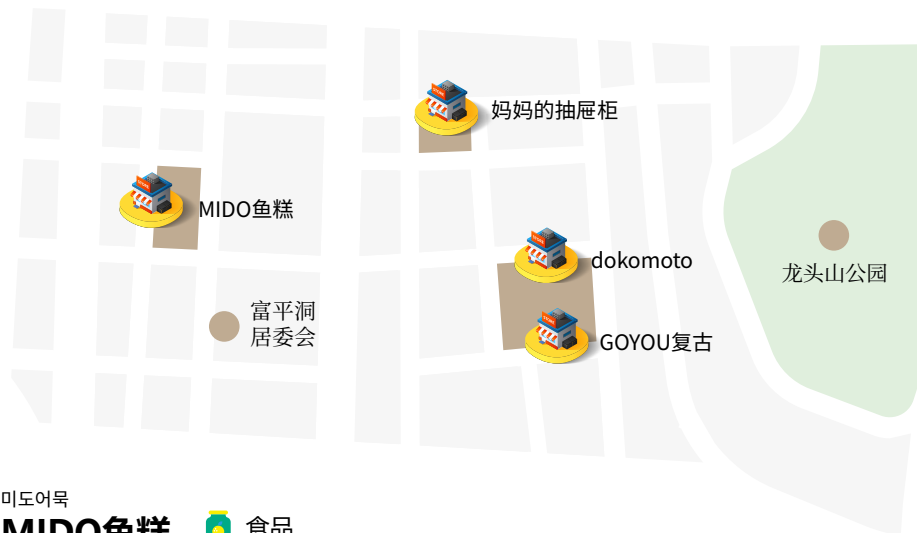 妈妈的抽屉柜
MIDO鱼糕
dokomoto
龙头山公园
富平洞
居委会
GOYOU复古
미도어묵
MIDO鱼糕
食品